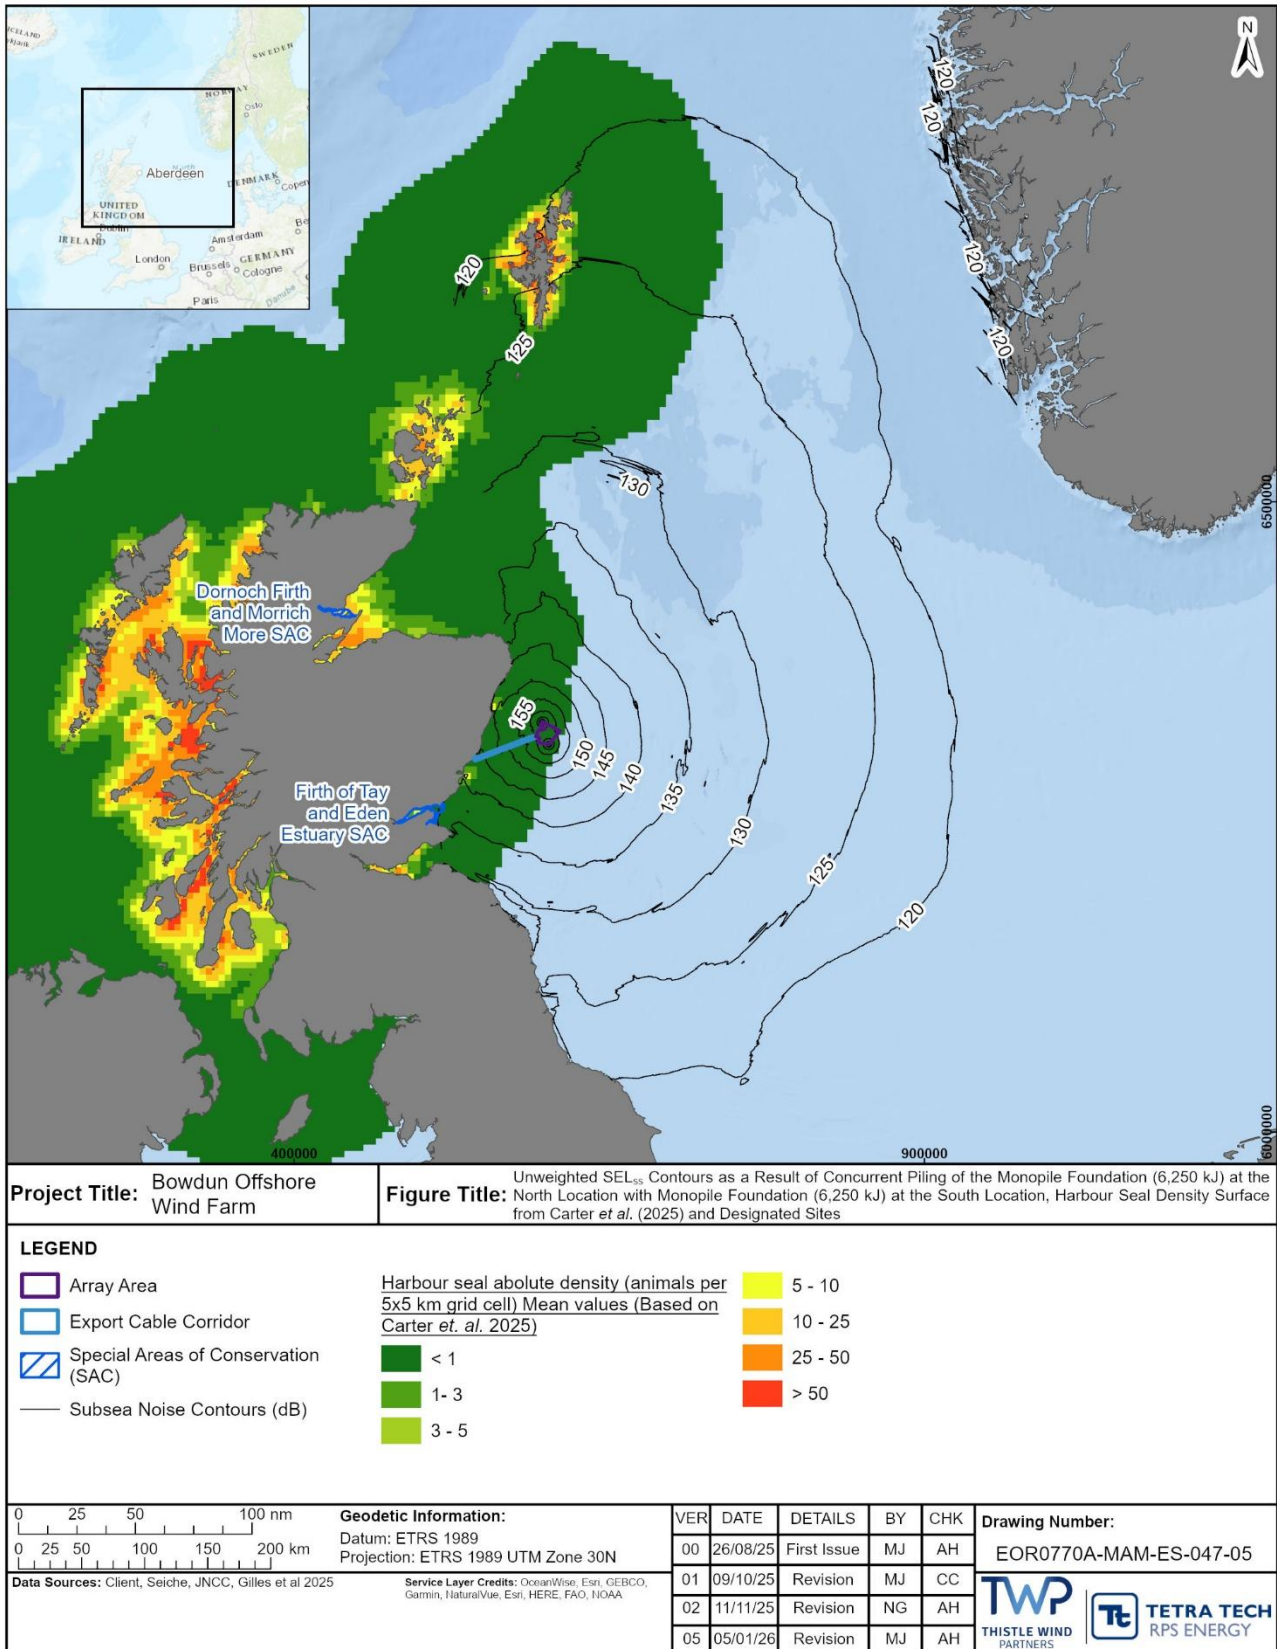 ICELAND
ykjavik
SWEDEN
NORWAY
Oslo
Aberdeen
North
UNITED
KINGDOM
DENMARK
Copen
IRELAND
Dublin
Be
Amsterdam
London
GERMANY
Brussels
Cologne
Paris
Danube
N
120
120
120
120
120
125
130
6500000
Dornoch Firth
and Morrich
More SAC
155
150
145
140
135
130
125
120
Firth of Tay
and Eden
Estuary SAC
400000
900000
6000000
Project Title: Bowdun Offshore
Wind Farm
Figure Title: Unweighted SELss Contours as a Result of Concurrent Piling of the Monopile Foundation (6,250 kJ) at the
North Location with Monopile Foundation (6,250 kJ) at the South Location, Harbour Seal Density Surface
from Carter et al. (2025) and Designated Sites
LEGEND
Array Area
Export Cable Corridor
Special Areas of Conservation
(SAC)
Subsea Noise Contours (dB)
Harbour seal abolute density (animals per
5x5 km grid cell) Mean values (Based on
Carter et. al. 2025)
< 1
1- 3
3 - 5
5 - 10
10 - 25
25 - 50
> 50
0 25 50 100 nm
0 25 50 100 150 200 km
Geodetic Information:
Datum: ETRS 1989
Projection: ETRS 1989 UTM Zone 30N
Data Sources: Client, Seiche, JNCC, Gilles et al 2025
Service Layer Credits: OceanWise, Esri, GEBCO,
Garmin, NaturalVue, Esri, HERE, FAO, NOAA
VER DATE DETAILS BY CHK
00 26/08/25 First Issue MJ AH
01 09/10/25 Revision MJ CC
02 11/11/25 Revision NG AH
05 05/01/26 Revision MJ AH
Drawing Number:
EOR0770A-MAM-ES-047-05
TWP
THISTLE WIND
PARTNERS
Tt
TETRA TECH
RPS ENERGY